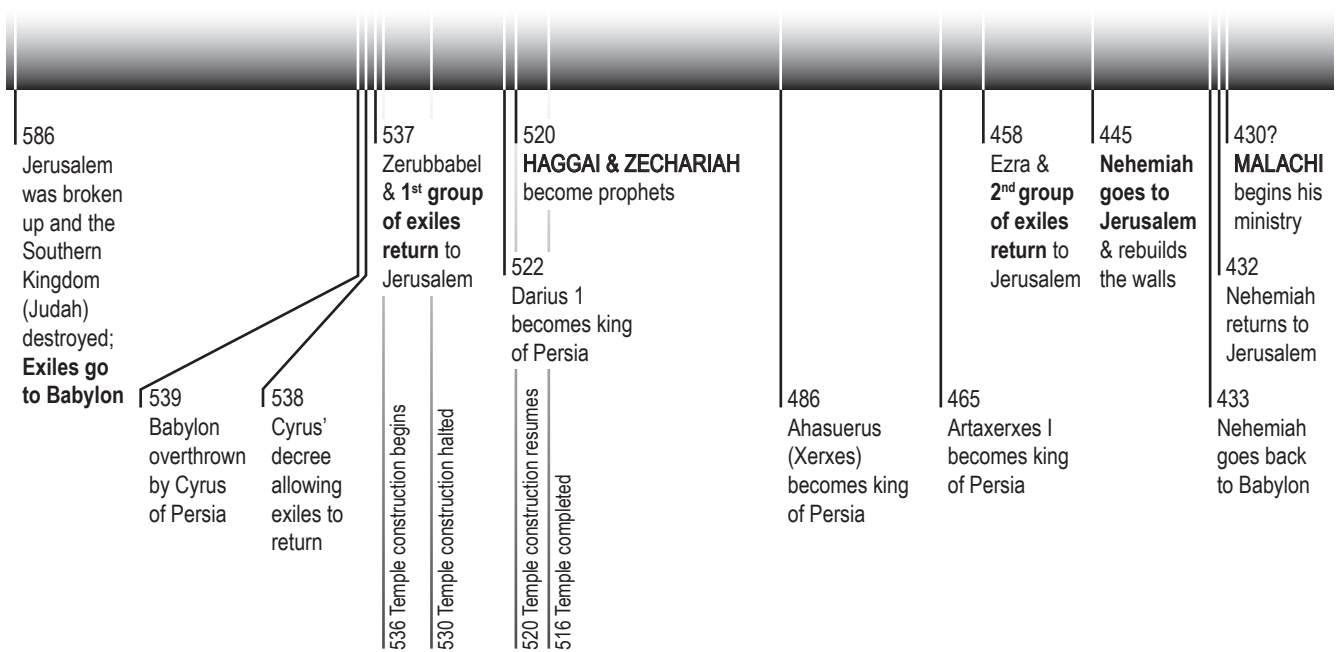 586
Jerusalem
was broken
up and the
Southern
Kingdom
(Judah)
destroyed;
Exiles go
to Babylon
539
Babylon
overthrown
by Cyrus
of Persia
538
Cyrus’
decree
allowing
exiles to
return
537
Zerubbabel
& 1st group
of exiles
return to
Jerusalem
536 Temple construction begins
530 Temple construction halted
520
HAGGAI & ZECHARIAH
become prophets
522
Darius 1
becomes king
of Persia
520 Temple construction resumes
516 Temple completed
486
Ahasuerus
(Xerxes)
becomes king
of Persia
465
Artaxerxes I
becomes king
of Persia
458
Ezra &
2nd group
of exiles
return to
Jerusalem
445
Nehemiah
goes to
Jerusalem
& rebuilds
the walls
430?
MALACHI
begins his
ministry
432
Nehemiah
returns to
Jerusalem
433
Nehemiah
goes back
to Babylon